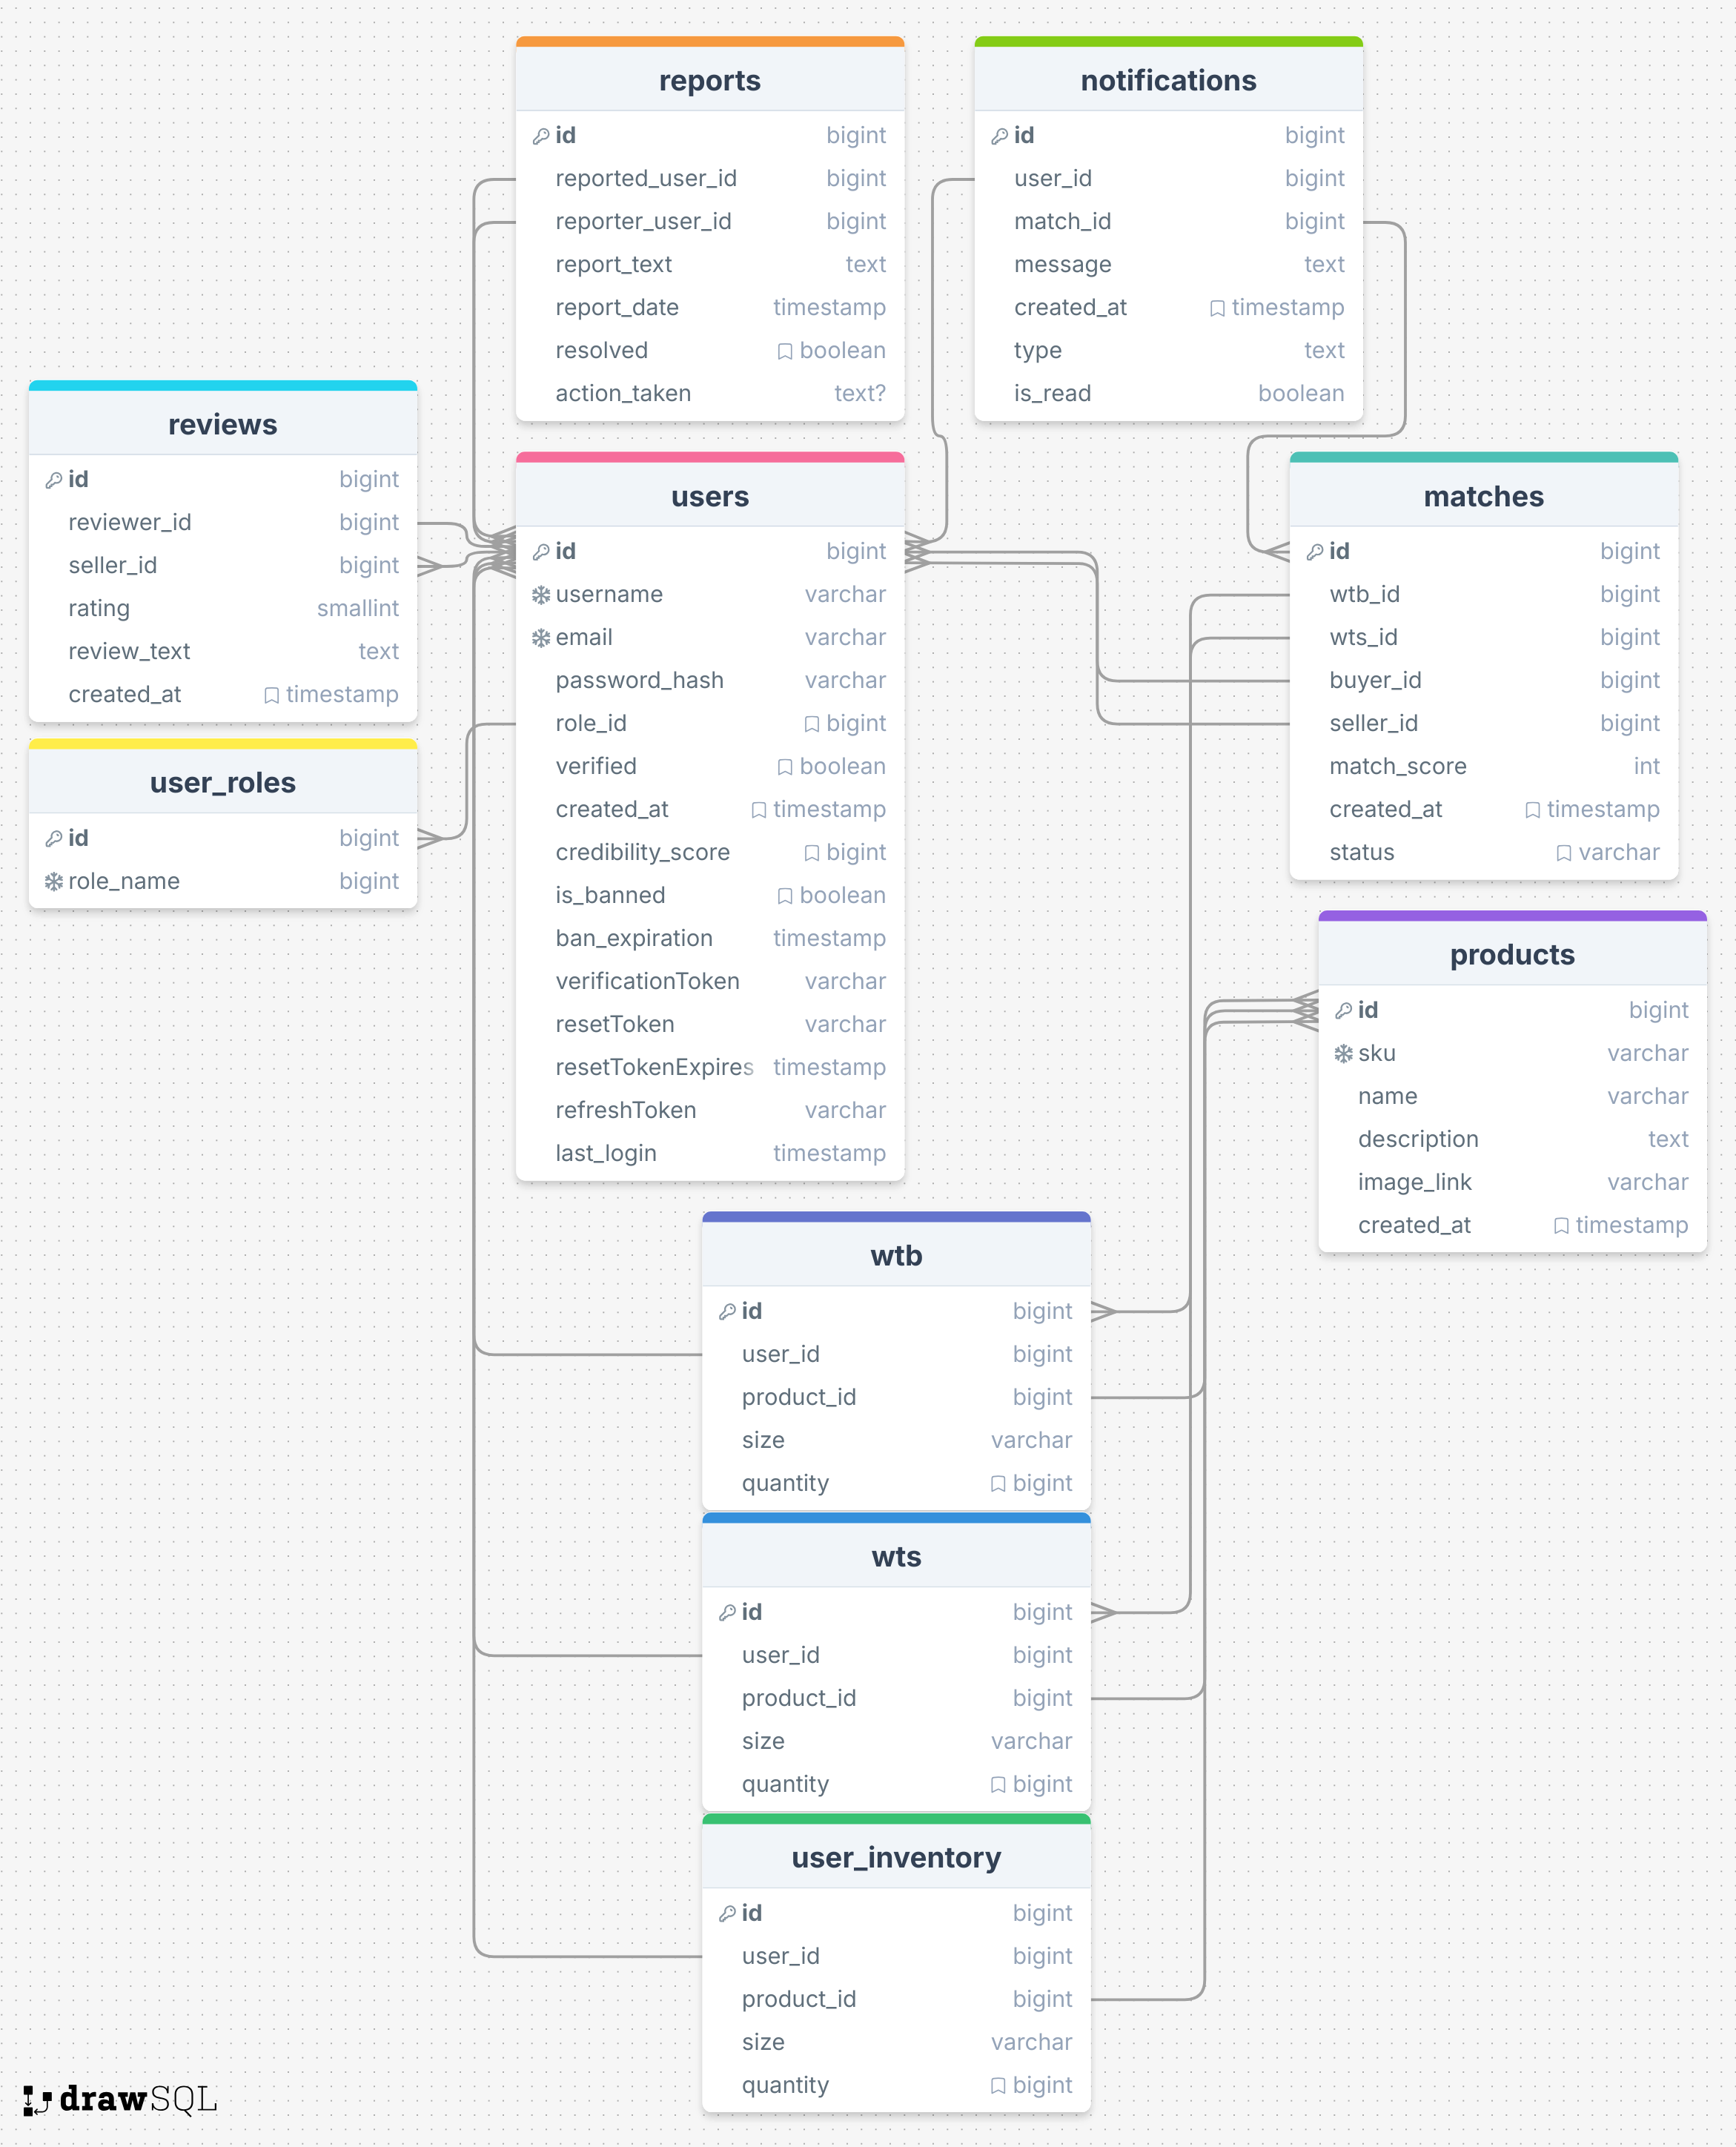 reports
id bigint
reported_user_id bigint
reporter_user_id bigint
report_text text
report_date timestamp
resolved boolean
action_taken text?
notifications
id bigint
user_id bigint
match_id bigint
message text
created_at timestamp
type text
is_read boolean
reviews
id bigint
reviewer_id bigint
seller_id bigint
rating smallint
review_text text
created_at timestamp
users
id bigint
username varchar
email varchar
password_hash varchar
role_id bigint
verified boolean
created_at timestamp
credibility_score bigint
is_banned boolean
ban_expiration timestamp
verificationToken varchar
resetToken varchar
resetTokenExpires timestamp
refreshToken varchar
last_login timestamp
matches
id bigint
wtb_id bigint
wts_id bigint
buyer_id bigint
seller_id bigint
match_score int
created_at timestamp
status varchar
user_roles
id bigint
role_name bigint
products
id bigint
sku varchar
name varchar
description text
image_link varchar
created_at timestamp
wtb
id bigint
user_id bigint
product_id bigint
size varchar
quantity bigint
wts
id bigint
user_id bigint
product_id bigint
size varchar
quantity bigint
user_inventory
id bigint
user_id bigint
product_id bigint
size varchar
quantity bigint
drawSQL